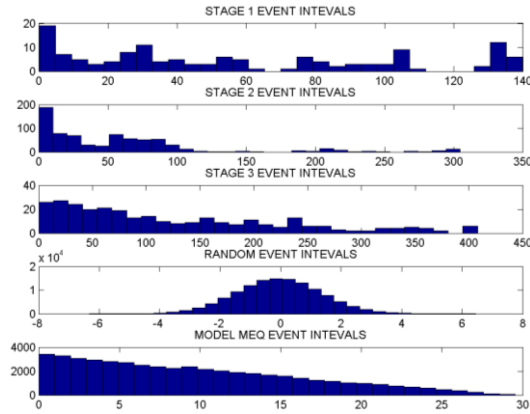 STAGE 1 EVENT INTEVALS
20
10
0
0 20 40 60 80 100 120 140
STAGE 2 EVENT INTEVALS
200
100
0
0 50 100 150 200 250 300 350
STAGE 3 EVENT INTEVALS
40
20
0
0 50 100 150 200 250 300 350 400 450
x 10^4 RANDOM EVENT INTEVALS
2
1
0
-8 -6 -4 -2 0 2 4 6 8
MODEL MEQ EVENT INTEVALS
4000
2000
0
0 5 10 15 20 25 30